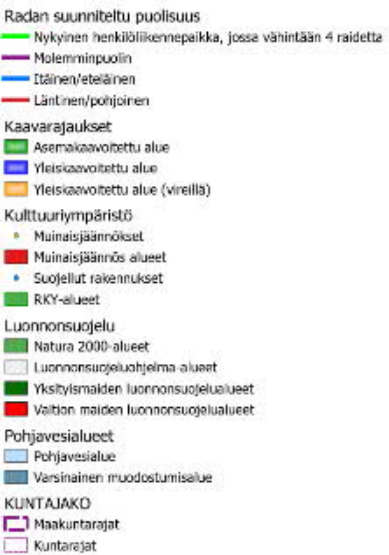 Radan suunniteltu puolisuus
Nykyinen henkilöliikennepaikka, jossa vähintään 4 raidetta
Molemminpuolin
Itäinen/eteläinen
Läntinen/pohjoinen
Kaavarajaukset
Asemakaavoitettu alue
Yleiskaavoitettu alue
Yleiskaavoitettu alue (vireillä)
Kulttuuriympäristö
Muinaisjäännökset
Muinaisjäännös alueet
Suojellut rakennukset
RKY-alueet
Luonnonsuojelu
Natura 2000-alueet
Luonnonsuojeluohjelma-alueet
Yksityismaiden luonnonsuojelualueet
Valtion maiden luonnonsuojelualueet
Pohjavesialueet
Pohjavesialue
Varsinainen muodostumisalue
KUNTAJAKO
Maakuntarajat
Kuntarajat